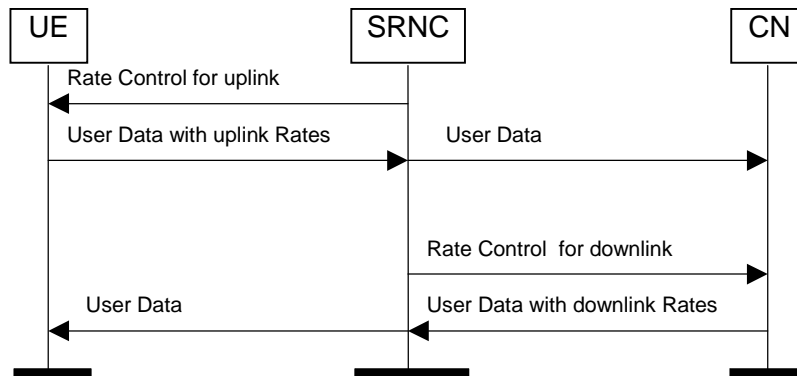 UE
SRNC
CN
Rate Control for uplink
User Data with uplink Rates
User Data
Rate Control for downlink
User Data
User Data with downlink Rates